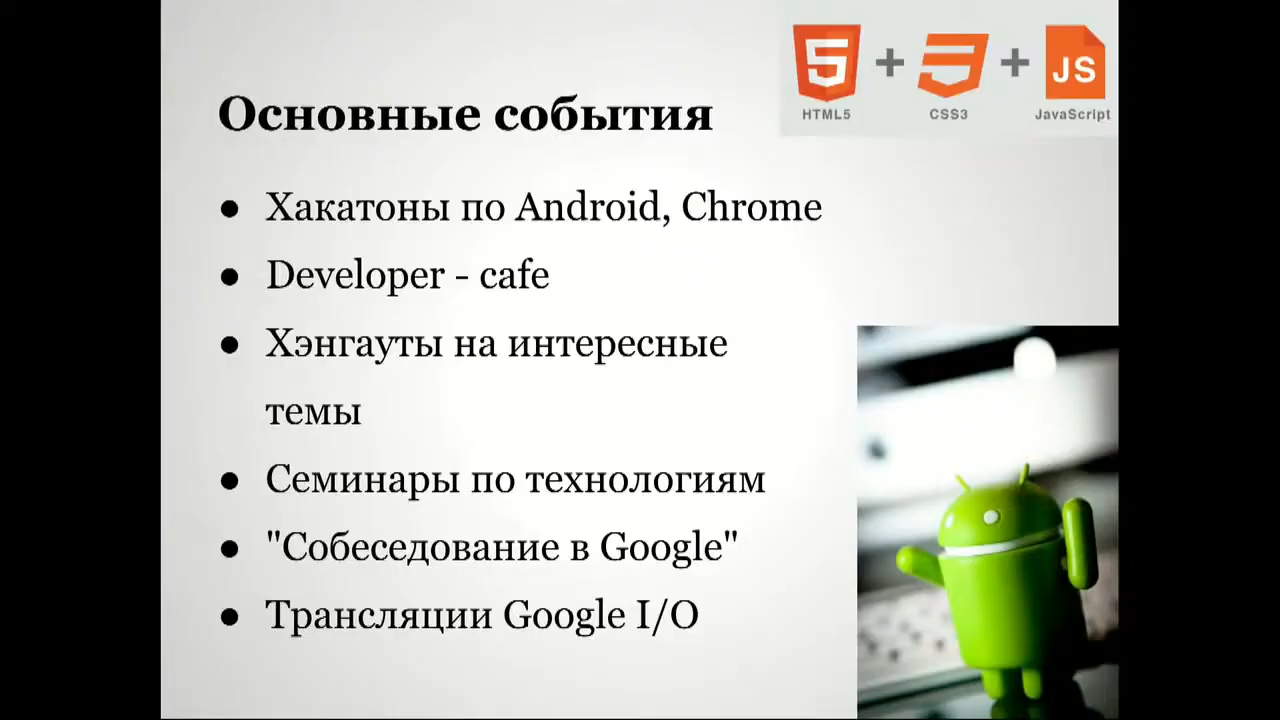 5 + 3 + JS
HTML5 CSS3 JavaScript
Основные события
● Хакатоны по Android, Chrome
● Developer - cafe
● Хэнгауты на интересные
темы
● Семинары по технологиям
● "Собеседование в Google"
● Трансляции Google I/O